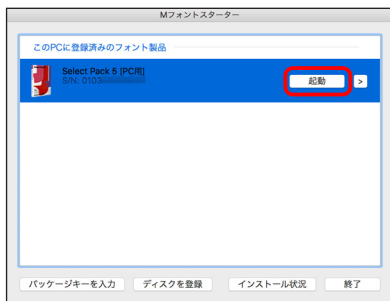 Mフォントスターター
このPCに登録済みのフォント製品
Select Pack 5 [PC用]
S/N: 0103
起動
>
パッケージキーを入力
ディスクを登録
インストール状況
終了